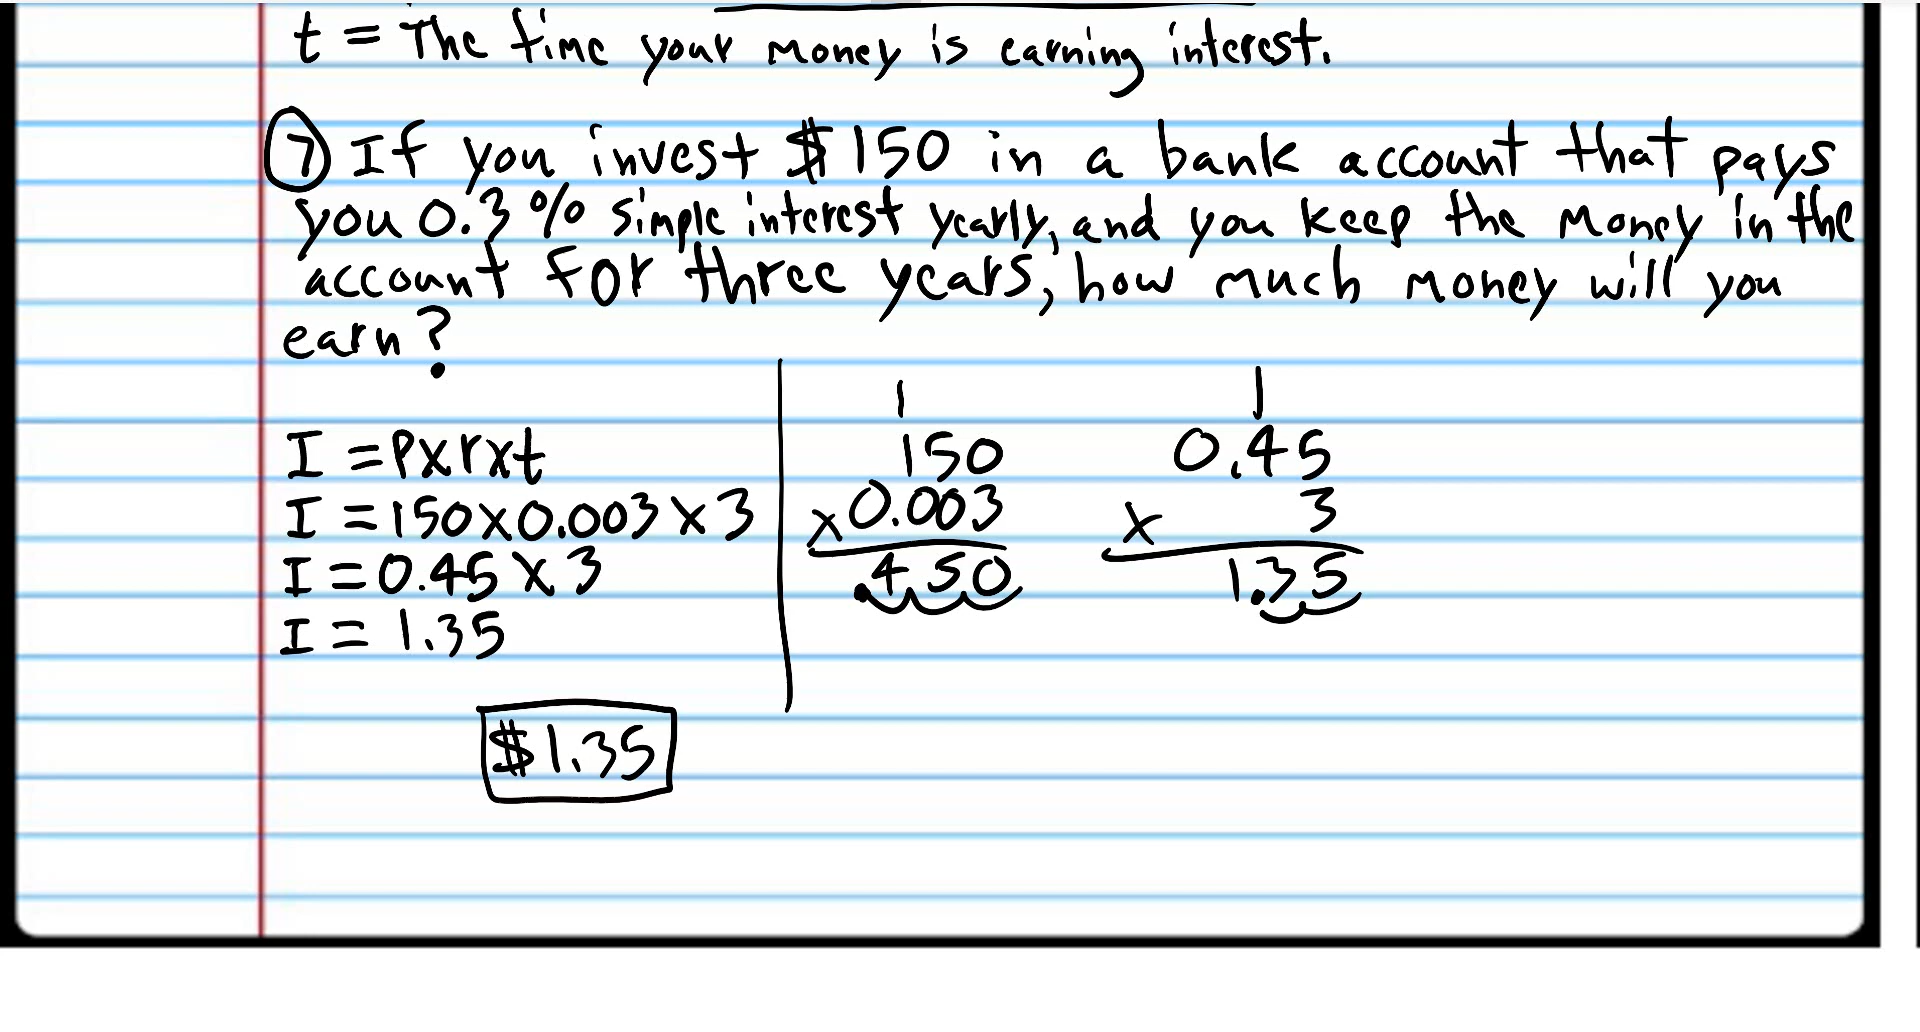 t = The time your money is earning interest.
7 If you invest $150 in a bank account that pays
you 0.3% simple interest yearly, and you keep the money in the
account for three years, how much money will you
earn?
I = P x r x t
I = 150 x 0.003 x 3
I = 0.45 x 3
I = 1.35
$1.35
1
150
x 0.003
.450
1
0.45
x 3
1.35